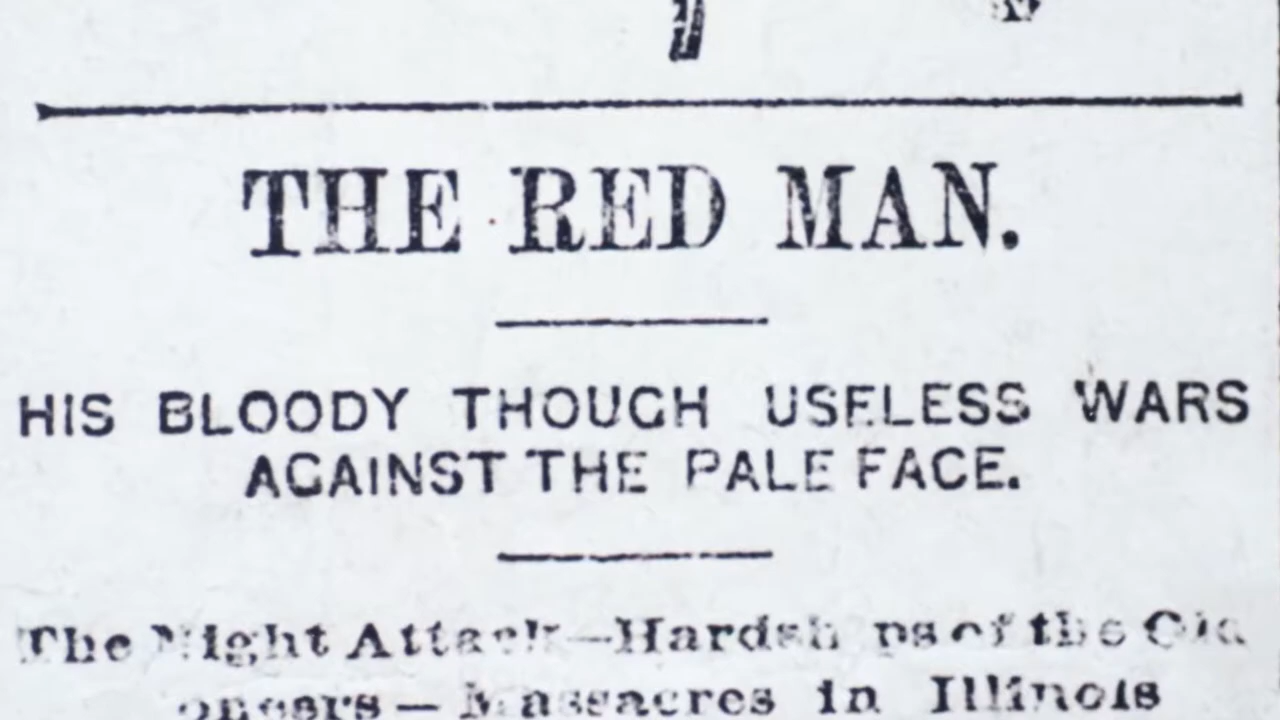 THE RED MAN.
HIS BLOODY THOUGH USELESS WARS
AGAINST THE PALE FACE.
The Night Attack—Hardships of the Old
Massacres in Illinois